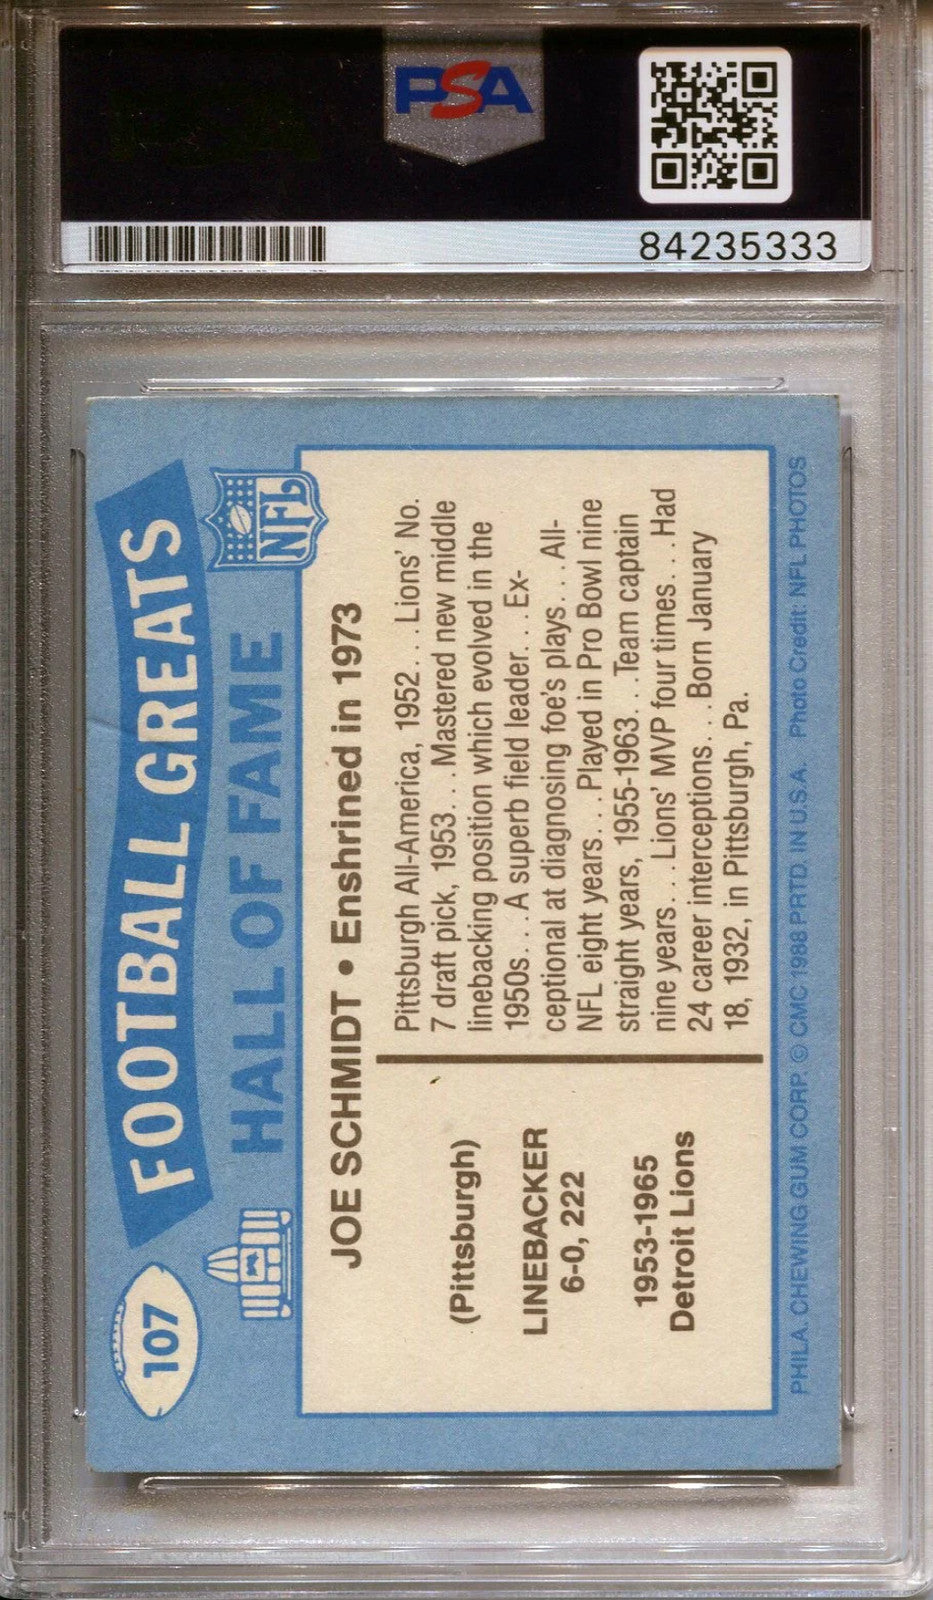 PSA
84235333
107
FOOTBALL GREATS
HALL OF FAME
NFL
JOE SCHMIDT • Enshrined in 1973
(Pittsburgh)
LINEBACKER
6-0, 222
1953-1965
Detroit Lions
Pittsburgh All-America, 1952. . .Lions' No.
7 draft pick, 1953. . .Mastered new middle
linebacking position which evolved in the
1950s. . .A superb field leader. . .Ex-
ceptional at diagnosing foe's plays. . .All-
NFL eight years. . .Played in Pro Bowl nine
straight years, 1955-1963. . .Team captain
nine years. . .Lions' MVP four times. . .Had
24 career interceptions. . .Born January
18, 1932, in Pittsburgh, Pa.
PHILA. CHEWING GUM CORP. © CMC 1988 PRTD. IN U.S.A. Photo Credit: NFL PHOTOS